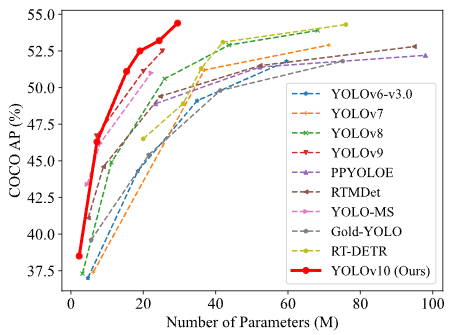 55.0
52.5
50.0
47.5
45.0
42.5
40.0
37.5
COCO AP (%)
0
20
40
60
80
100
Number of Parameters (M)
YOLOv6-v3.0
YOLOv7
YOLOv8
YOLOv9
PPYOLOE
RTMDet
YOLO-MS
Gold-YOLO
RT-DETR
YOLOv10 (Ours)